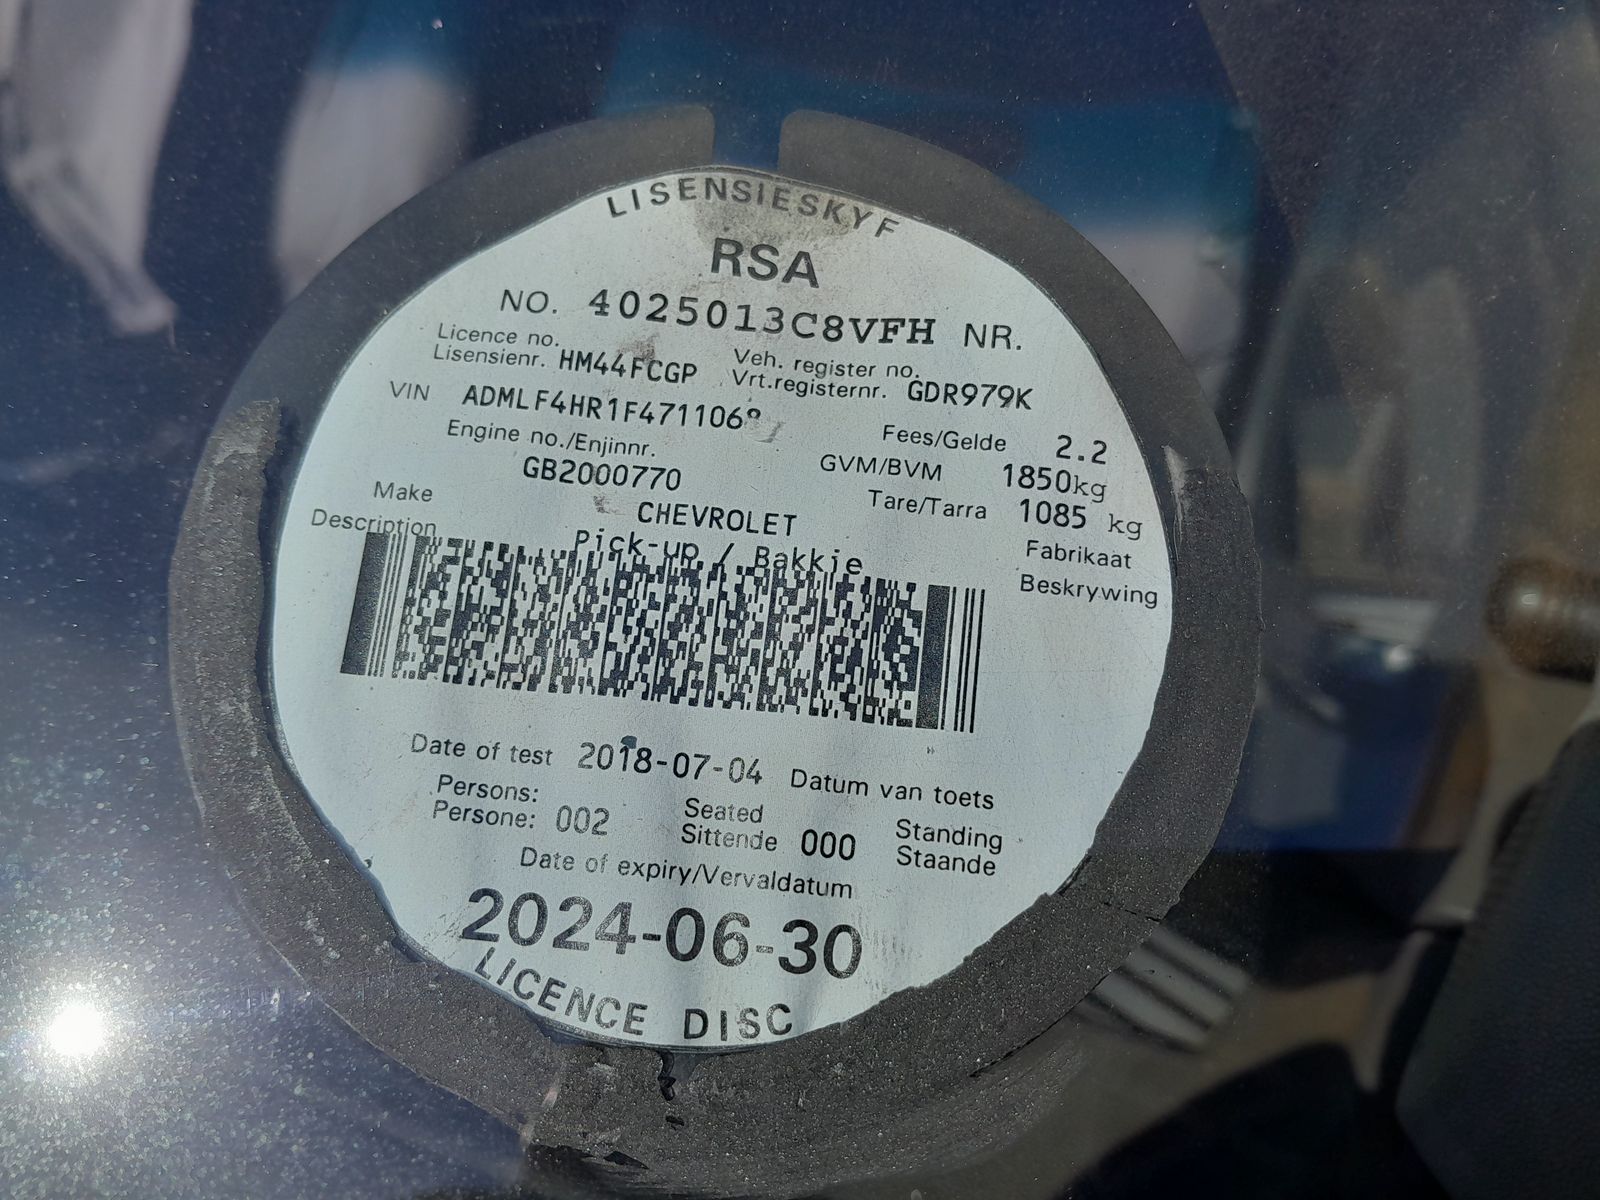 LISENSIESKYF
RSA
NO. 4025013C8VFH NR.
Licence no.
Lisensienr. HM44FCGP
Veh. register no.
Vrt.registernr. GDR979K
VIN
Engine no./Enjinnr.
GB2000770
Fees/Gelde 2.2
GVM/BVM 1850kg
Tare/Tarra 1085 kg
Make CHEVROLET Fabrikaat
Description Pick-up / Bakkie Beskrywing
Date of test 2018-07-04 Datum van toets
Persons:
Persone: 002
Seated
Sittende 000
Standing
Staande
Date of expiry/Vervaldatum
2024-06-30
LICENCE DISC